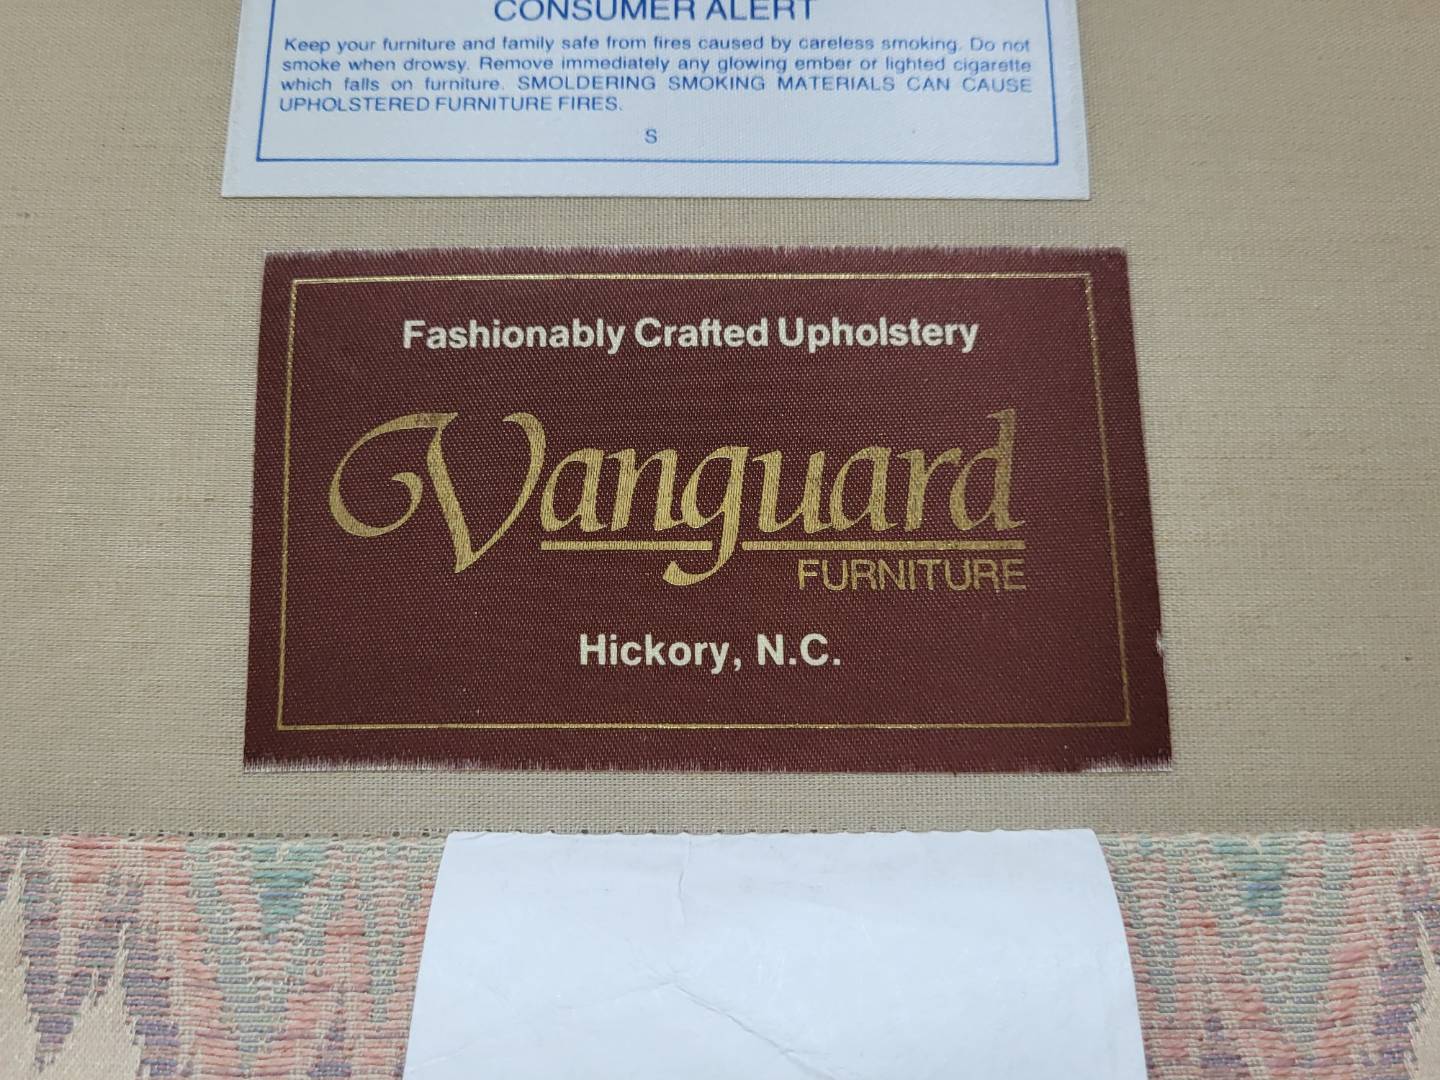 CONSUMER ALERT
Keep your furniture and family safe from fires caused by careless smoking. Do not
smoke when drowsy. Remove immediately any glowing ember or lighted cigarette
which falls on furniture. SMOLDERING SMOKING MATERIALS CAN CAUSE
UPHOLSTERED FURNITURE FIRES.
S
Fashionably Crafted Upholstery
Vanguard
FURNITURE
Hickory, N.C.